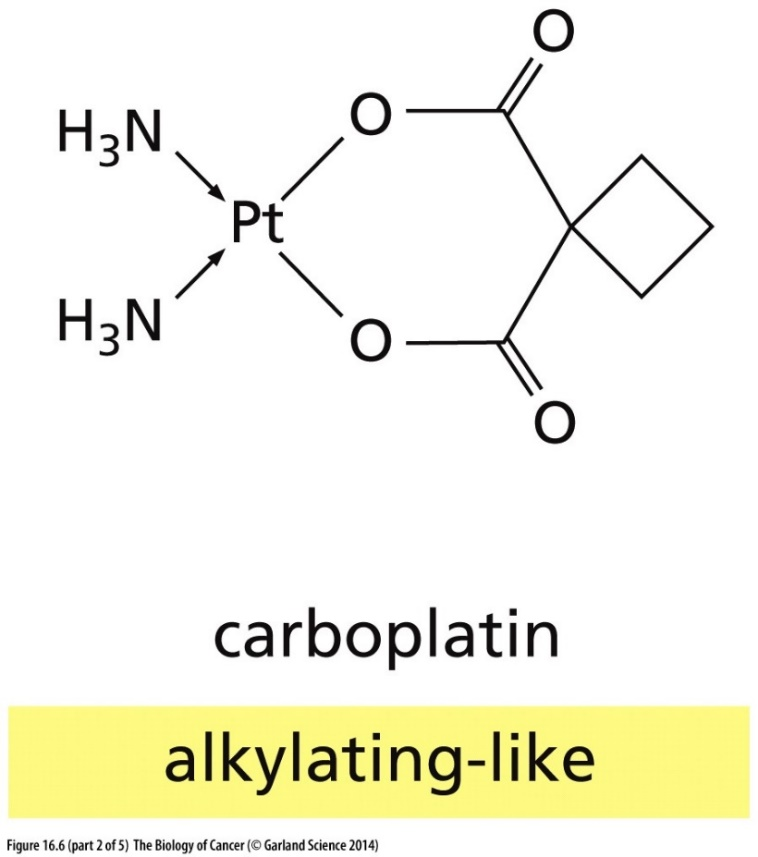 O
H₃N
O
Pt
H₃N
O
O
carboplatin
alkylating-like
Figure 16.6 (part 2 of 5) The Biology of Cancer (© Garland Science 2014)